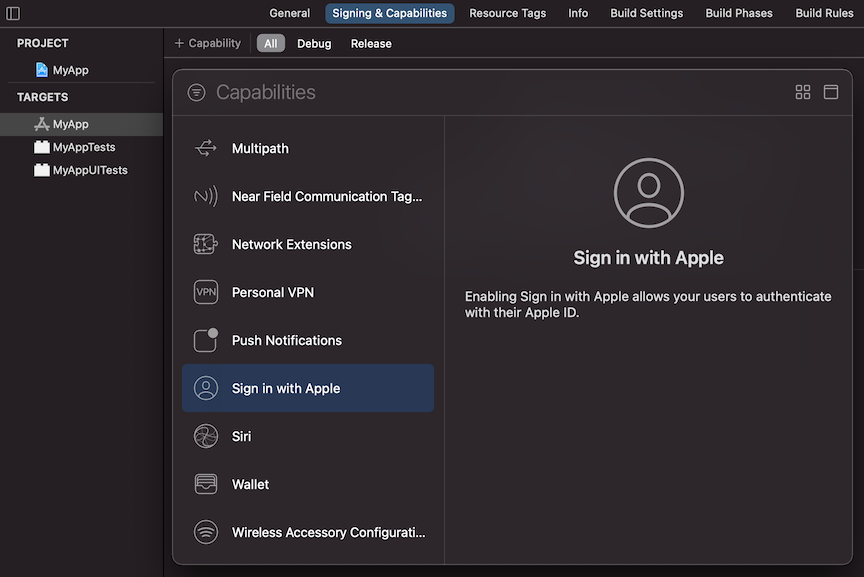 General Signing & Capabilities Resource Tags Info Build Settings Build Phases Build Rules
PROJECT
MyApp
TARGETS
MyApp
MyAppTests
MyAppUITests
+ Capability All Debug Release
Capabilities
Multipath
Near Field Communication Tag...
Network Extensions
VPN Personal VPN
Push Notifications
Sign in with Apple
Siri
Wallet
Wireless Accessory Configurati...
Sign in with Apple
Enabling Sign in with Apple allows your users to authenticate
with their Apple ID.